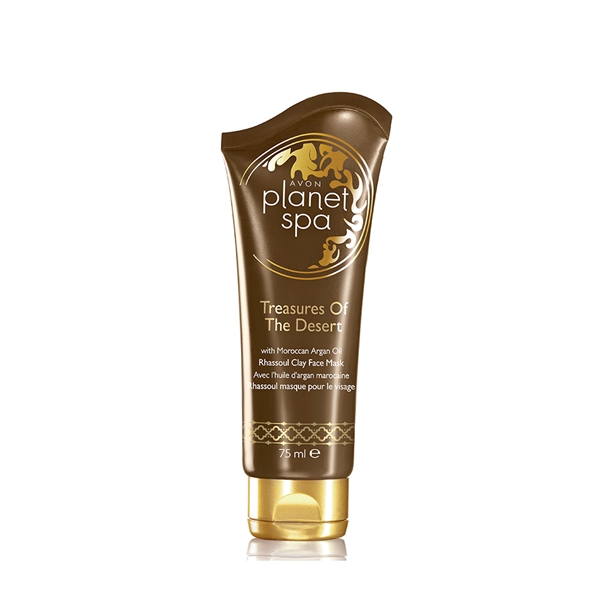 AVON
planet
spa
Treasures Of
The Desert
with Moroccan Argan Oil
Rhassoul Clay Face Mask
Avec l'huile d'argan marocaine
Rhassoul masque pour le visage
75 ml ℮